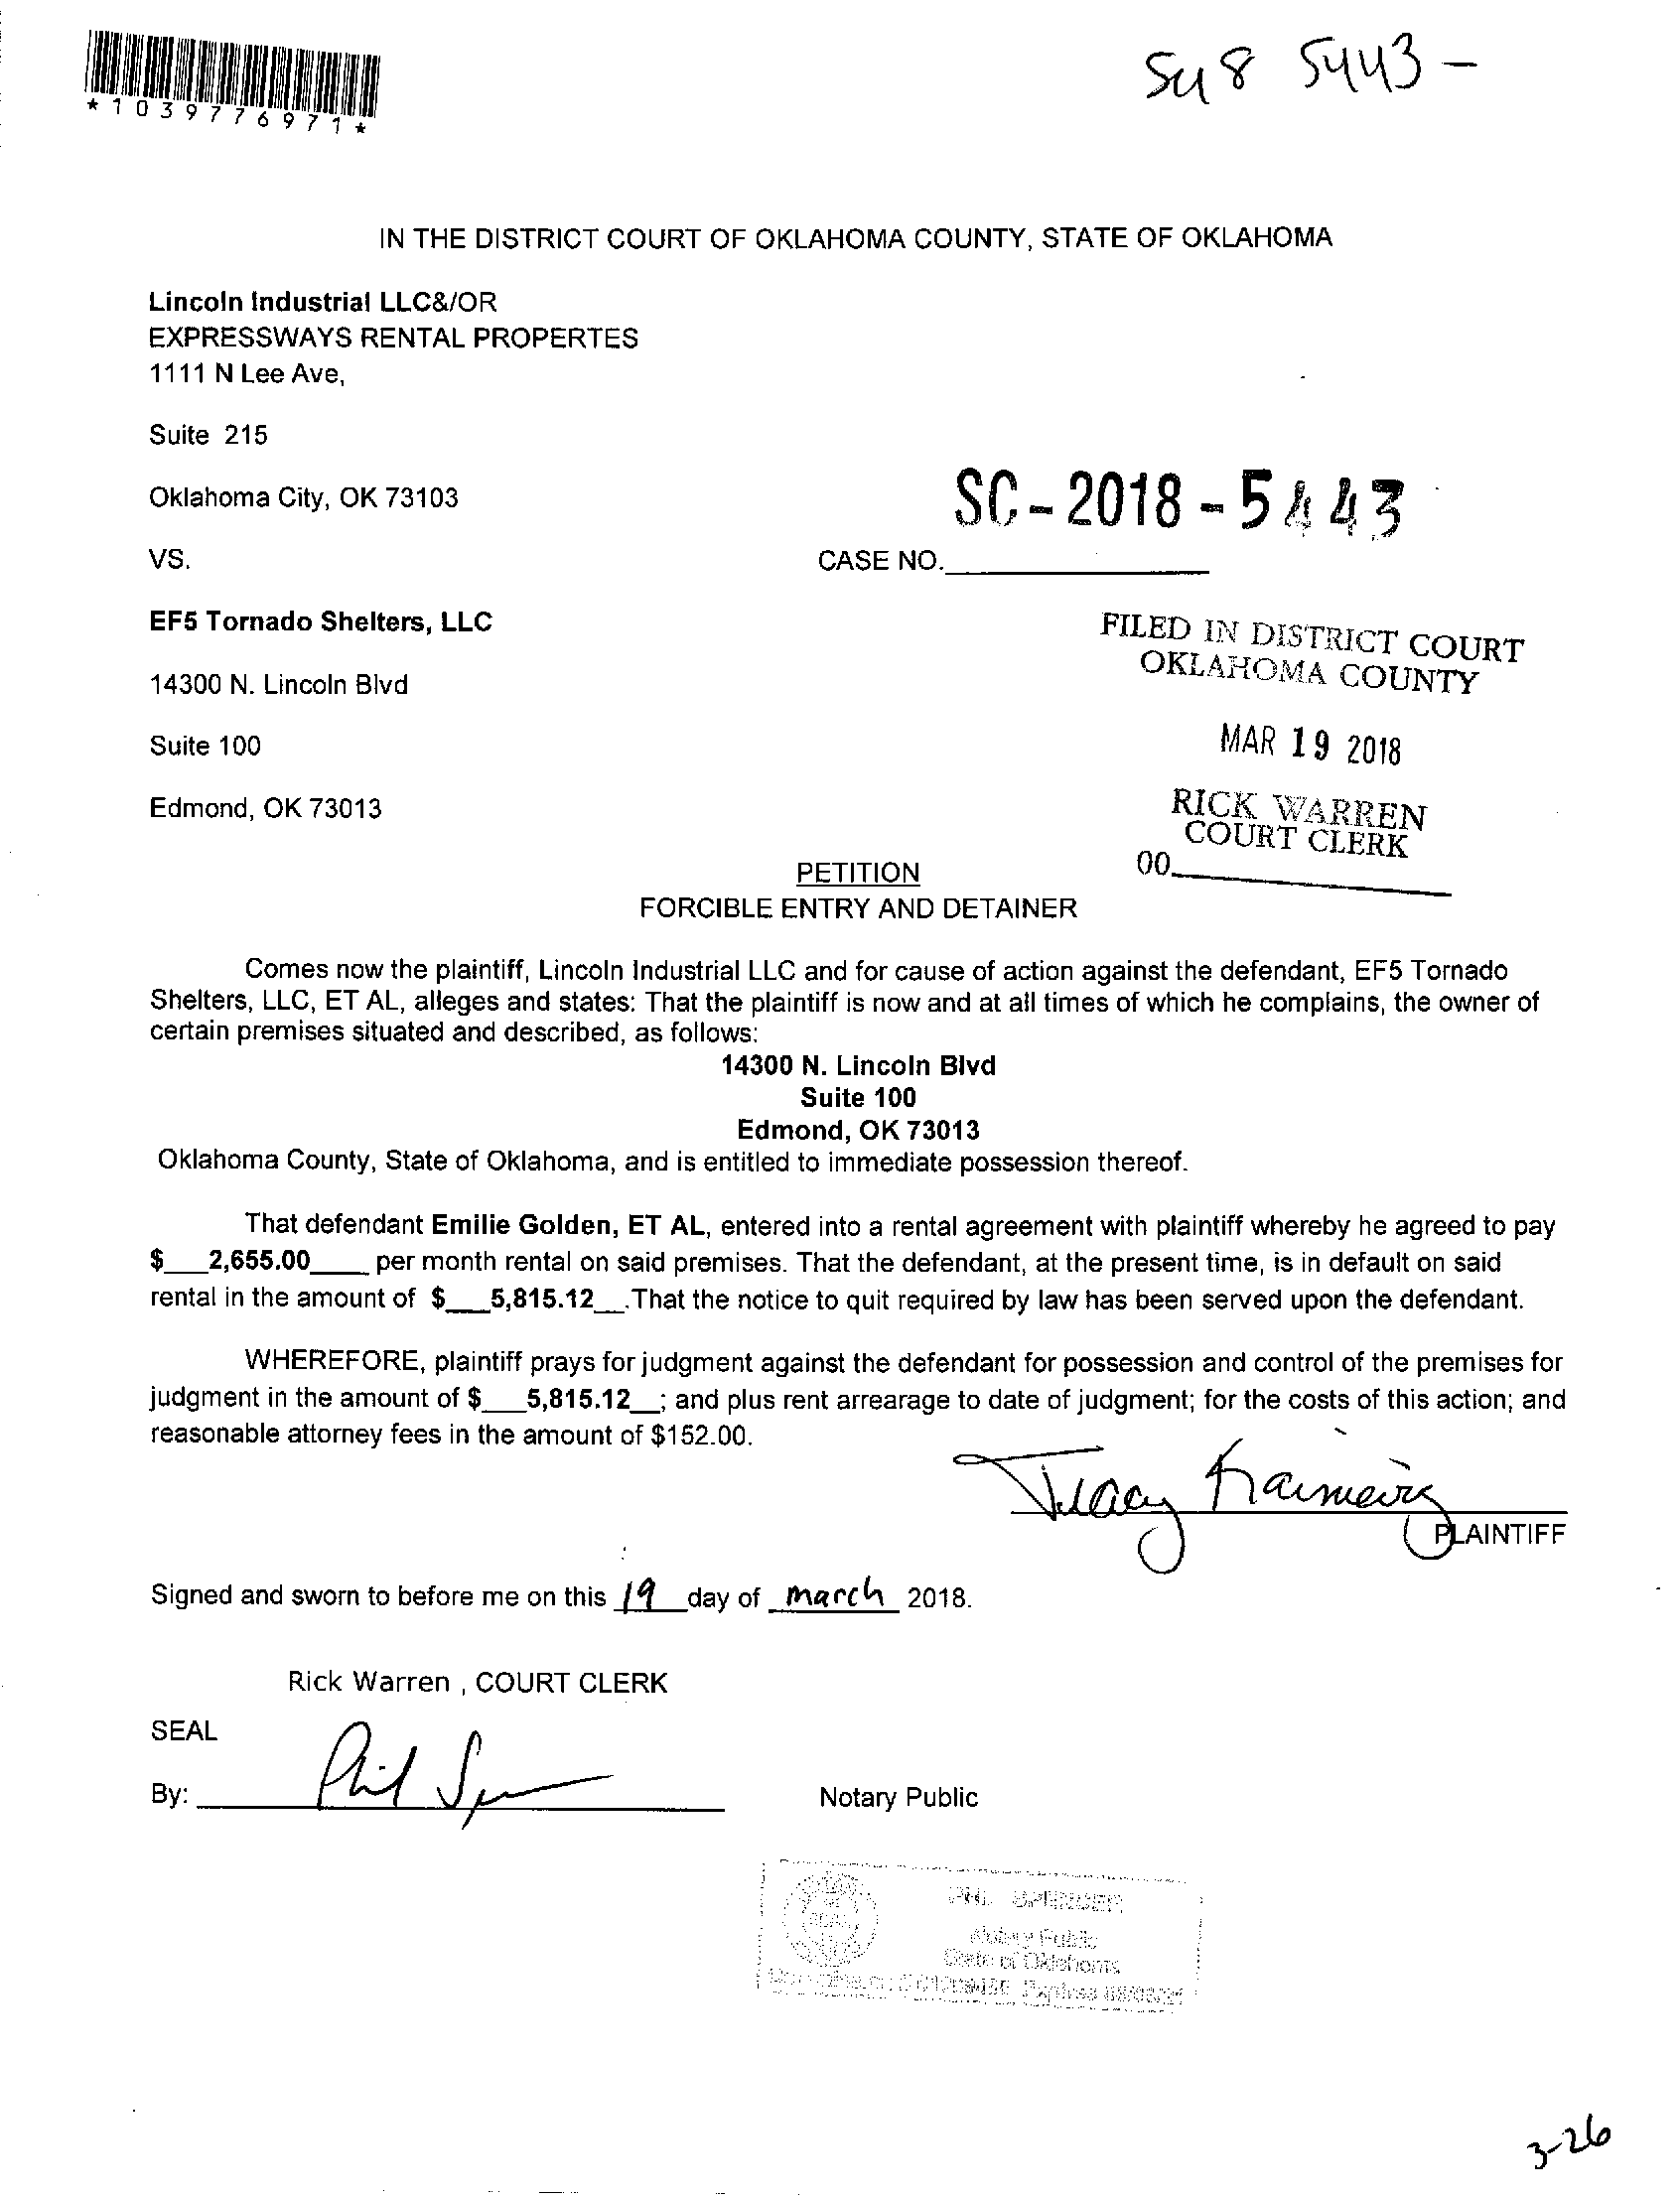 *1039776971*
5443 -
IN THE DISTRICT COURT OF OKLAHOMA COUNTY, STATE OF OKLAHOMA
Lincoln Industrial LLC&/OR
EXPRESSWAYS RENTAL PROPERTES
1111 N Lee Ave,
Suite 215
Oklahoma City, OK 73103
SC-2018-5443
VS.
CASE NO.
EF5 Tornado Shelters, LLC
14300 N. Lincoln Blvd
Suite 100
Edmond, OK 73013
FILED IN DISTRICT COURT
OKLAHOMA COUNTY
MAR 19 2018
RICK WARREN
COURT CLERK
00
PETITION
FORCIBLE ENTRY AND DETAINER
Comes now the plaintiff, Lincoln Industrial LLC and for cause of action against the defendant, EF5 Tornado
Shelters, LLC, ET AL, alleges and states: That the plaintiff is now and at all times of which he complains, the owner of
certain premises situated and described, as follows:
14300 N. Lincoln Blvd
Suite 100
Edmond, OK 73013
Oklahoma County, State of Oklahoma, and is entitled to immediate possession thereof.
That defendant Emilie Golden, ET AL, entered into a rental agreement with plaintiff whereby he agreed to pay
$___2,655.00____ per month rental on said premises. That the defendant, at the present time, is in default on said
rental in the amount of $___5,815.12__.That the notice to quit required by law has been served upon the defendant.
WHEREFORE, plaintiff prays for judgment against the defendant for possession and control of the premises for
judgment in the amount of $___5,815.12__; and plus rent arrearage to date of judgment; for the costs of this action; and
reasonable attorney fees in the amount of $152.00.
Tracy
PLAINTIFF
Signed and sworn to before me on this 19 day of march 2018.
Rick Warren , COURT CLERK
SEAL
By: Phil
Notary Public
PHIL SPENCER
Notary Public
State of Oklahoma
3-26